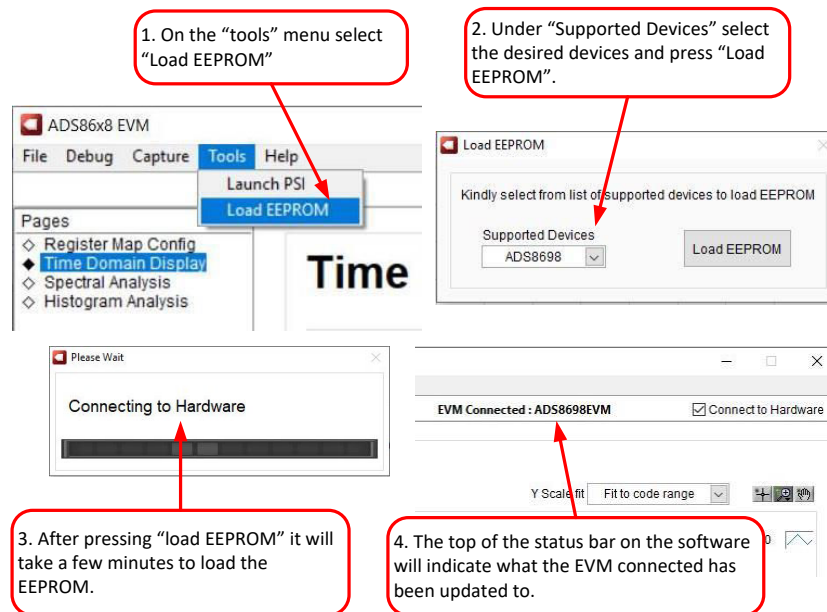 1. On the “tools” menu select
“Load EEPROM”
2. Under “Supported Devices” select
the desired devices and press “Load
EEPROM”.
ADS86x8 EVM
File Debug Capture Tools Help
Launch PSI
Load EEPROM
Pages
Register Map Config
Time Domain Display
Spectral Analysis
Histogram Analysis
Time
Load EEPROM
Kindly select from list of supported devices to load EEPROM
Supported Devices
ADS8698
Load EEPROM
Please Wait
Connecting to Hardware
EVM Connected : ADS8698EVM
Connect to Hardware
Y Scale fit Fit to code range
0
3. After pressing “load EEPROM” it will
take a few minutes to load the
EEPROM.
4. The top of the status bar on the software
will indicate what the EVM connected has
been updated to.